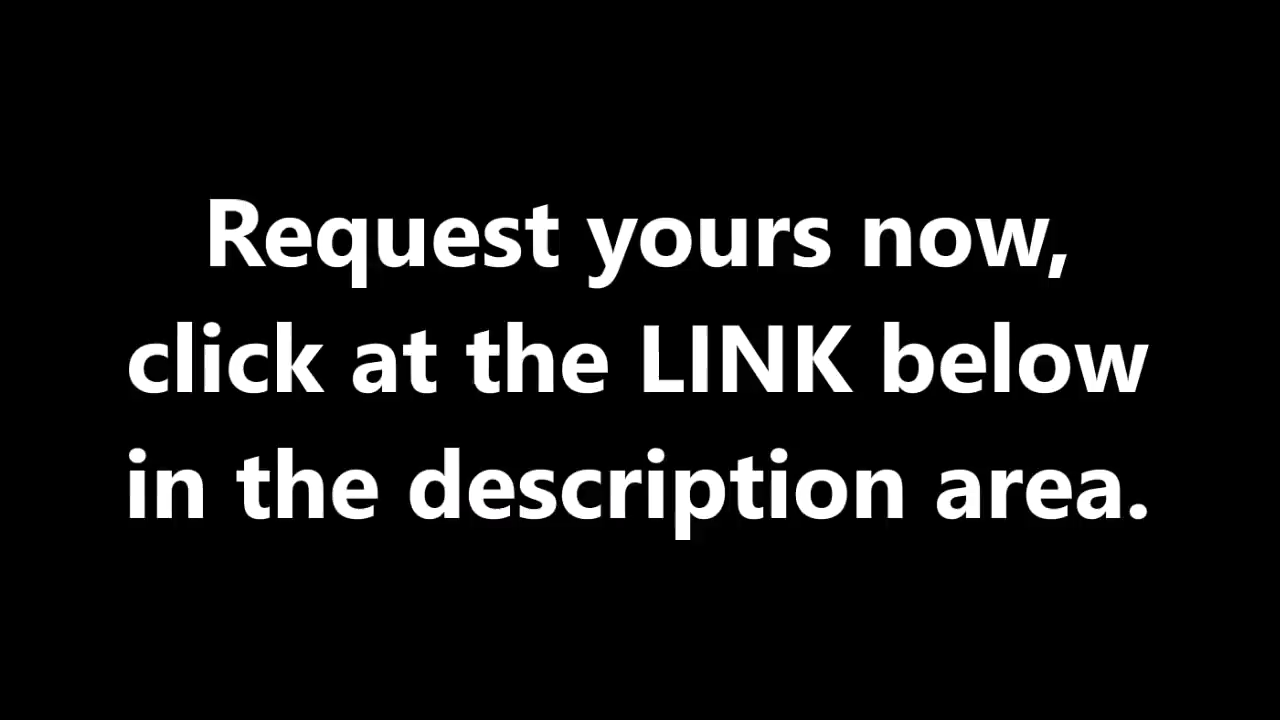 Request yours now,
click at the LINK below
in the description area.